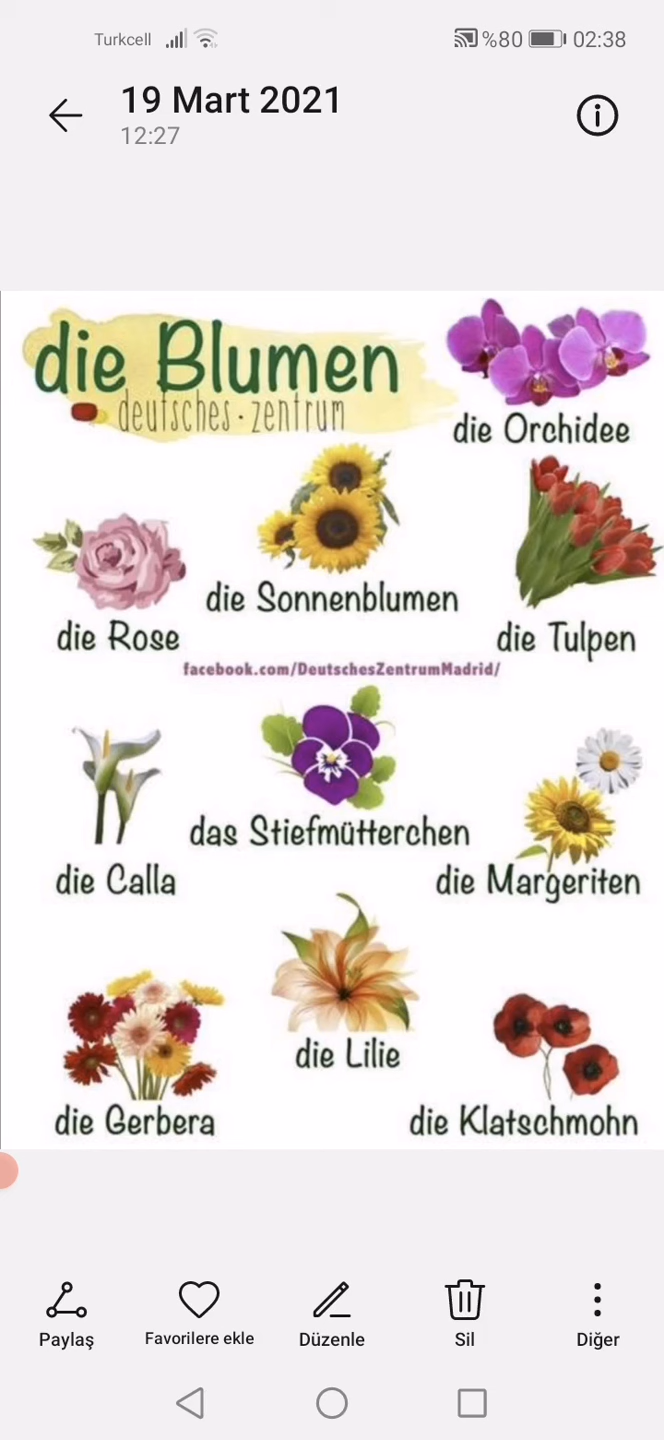 Turkcell
%80 02:38
19 Mart 2021
12:27
die Blumen
deutsches · zentrum
die Orchidee
die Sonnenblumen
die Rose
die Tulpen
facebook.com/DeutschesZentrumMadrid/
das Stiefmütterchen
die Calla
die Margeriten
die Lilie
die Gerbera
die Klatschmohn
Paylaş
Favorilere ekle
Düzenle
Sil
Diğer